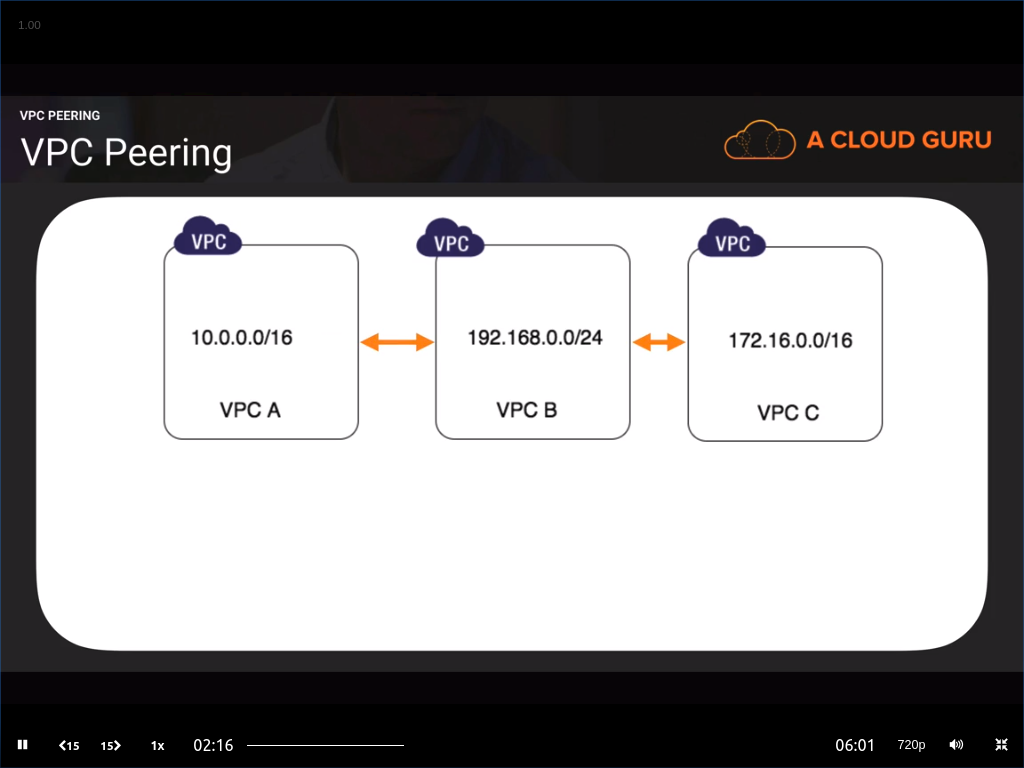 1.00
VPC PEERING
VPC Peering
A CLOUD GURU
VPC
VPC
VPC
10.0.0.0/16
192.168.0.0/24
172.16.0.0/16
VPC A
VPC B
VPC C
15
15
1x
02:16
06:01
720p